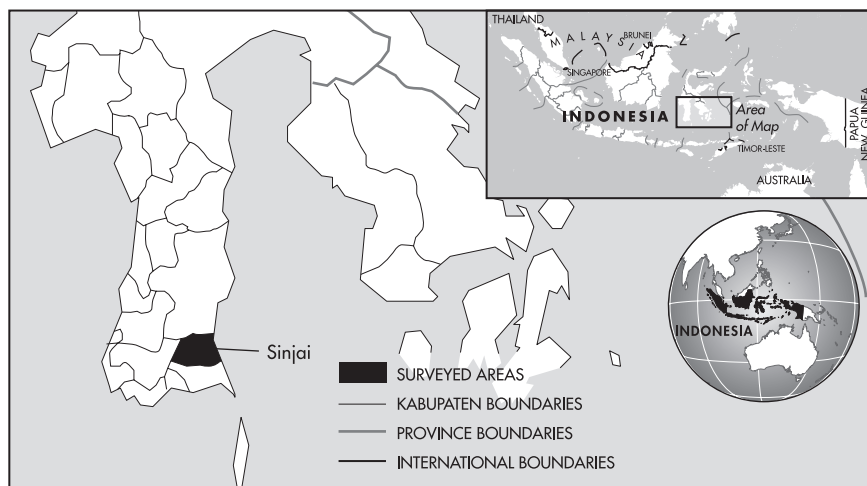 THAILAND
MALAYSIA
BRUNEI
SINGAPORE
INDONESIA
Area
of Map
PAPUA
NEW GUINEA
TIMOR-LESTE
AUSTRALIA
INDONESIA
Sinjai
SURVEYED AREAS
KABUPATEN BOUNDARIES
PROVINCE BOUNDARIES
INTERNATIONAL BOUNDARIES